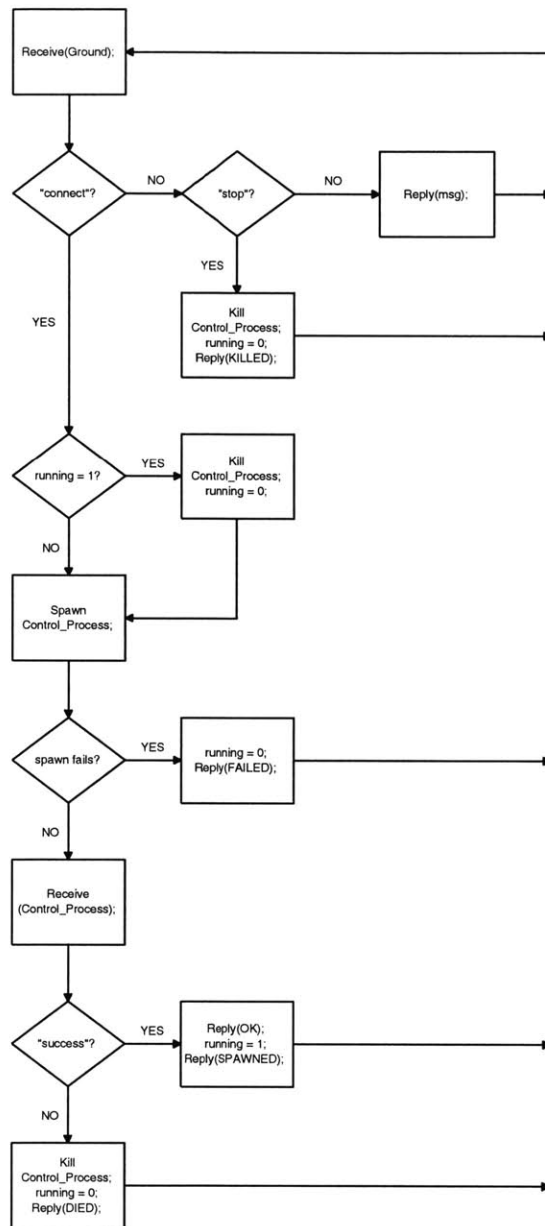 Receive(Ground);
"connect"?
NO
"stop"?
NO
Reply(msg);
YES
YES
Kill
Control_Process;
running = 0;
Reply(KILLED);
running = 1?
YES
Kill
Control_Process;
running = 0;
NO
Spawn
Control_Process;
spawn fails?
YES
running = 0;
Reply(FAILED);
NO
Receive
(Control_Process);
"success"?
YES
Reply(OK);
running = 1;
Reply(SPAWNED);
NO
Kill
Control_Process;
running = 0;
Reply(DIED);